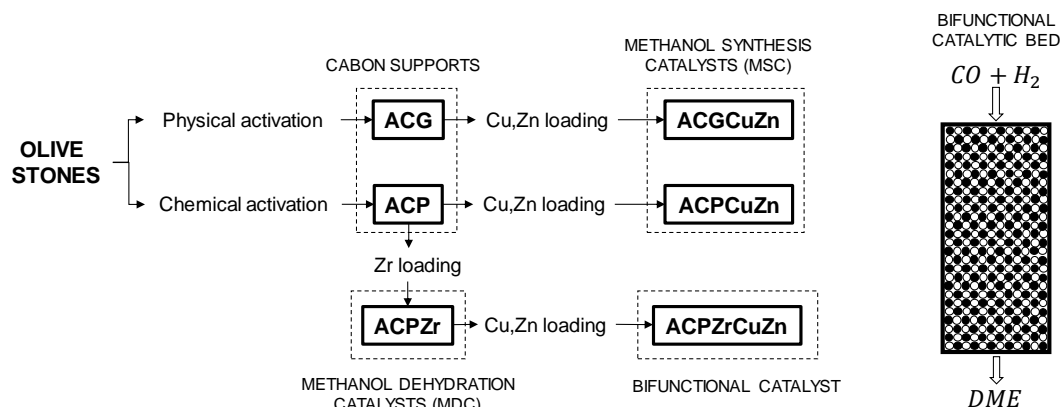 BIFUNCTIONAL
CATALYTIC BED
METHANOL SYNTHESIS
CATALYSTS (MSC)
CABON SUPPORTS
CO + H₂
Physical activation
ACG
Cu,Zn loading
ACGCuZn
OLIVE
STONES
Chemical activation
ACP
Cu,Zn loading
ACPCuZn
Zr loading
ACPZr
Cu,Zn loading
ACPZrCuZn
METHANOL DEHYDRATION
CATALYSTS (MDC)
BIFUNCTIONAL CATALYST
DME